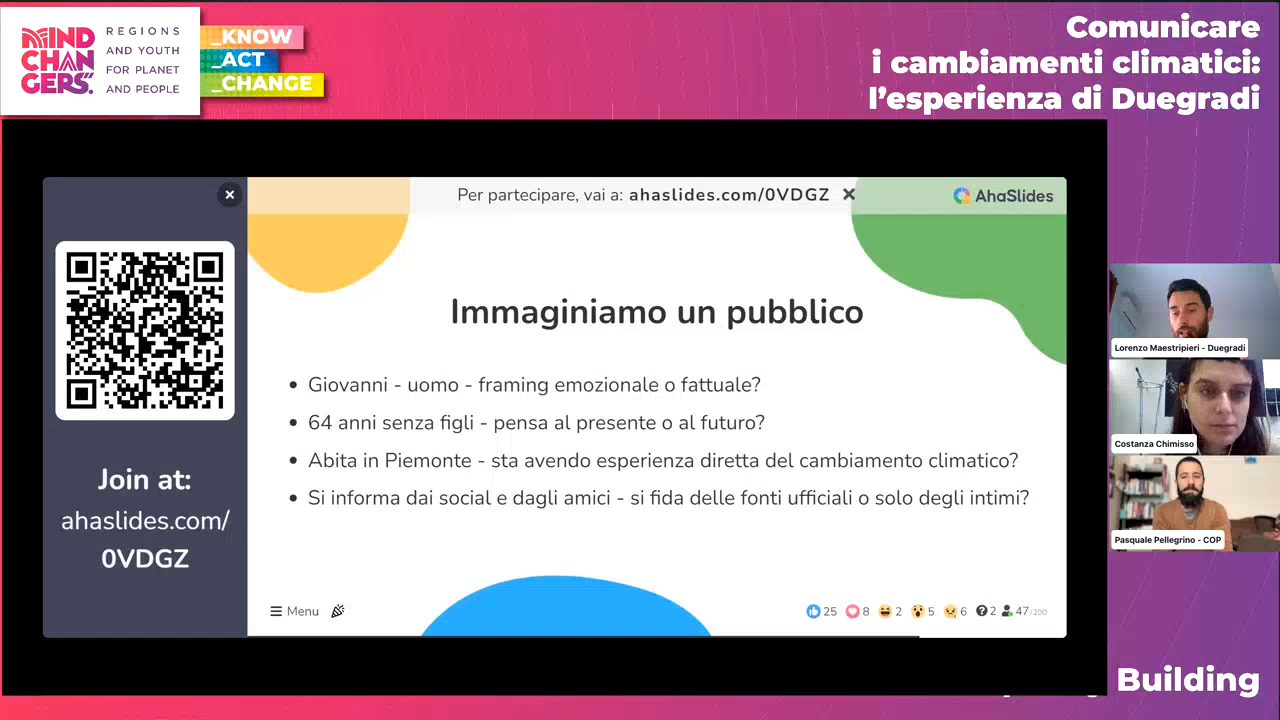 MIND
CHAN
GERS.
REGIONS
AND YOUTH
FOR PLANET
AND PEOPLE
_KNOW
_ACT
_CHANGE
Comunicare
i cambiamenti climatici:
l'esperienza di Duegradi
Per partecipare, vai a: ahaslides.com/0VDGZ
AhaSlides
Immaginiamo un pubblico
• Giovanni - uomo - framing emozionale o fattuale?
• 64 anni senza figli - pensa al presente o al futuro?
• Abita in Piemonte - sta avendo esperienza diretta del cambiamento climatico?
• Si informa dai social e dagli amici - si fida delle fonti ufficiali o solo degli intimi?
Join at:
ahaslides.com/
0VDGZ
Menu
25 8 2 5 6 2 47/200
Lorenzo Maestripieri - Duegradi
Costanza Chimisso
Pasquale Pellegrino - COP
Building